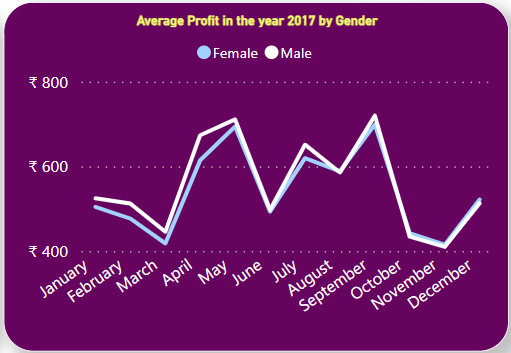 Average Profit in the year 2017 by Gender
Female Male
₹ 800
₹ 600
₹ 400
January
February
March
April
May
June
July
August
September
October
November
December